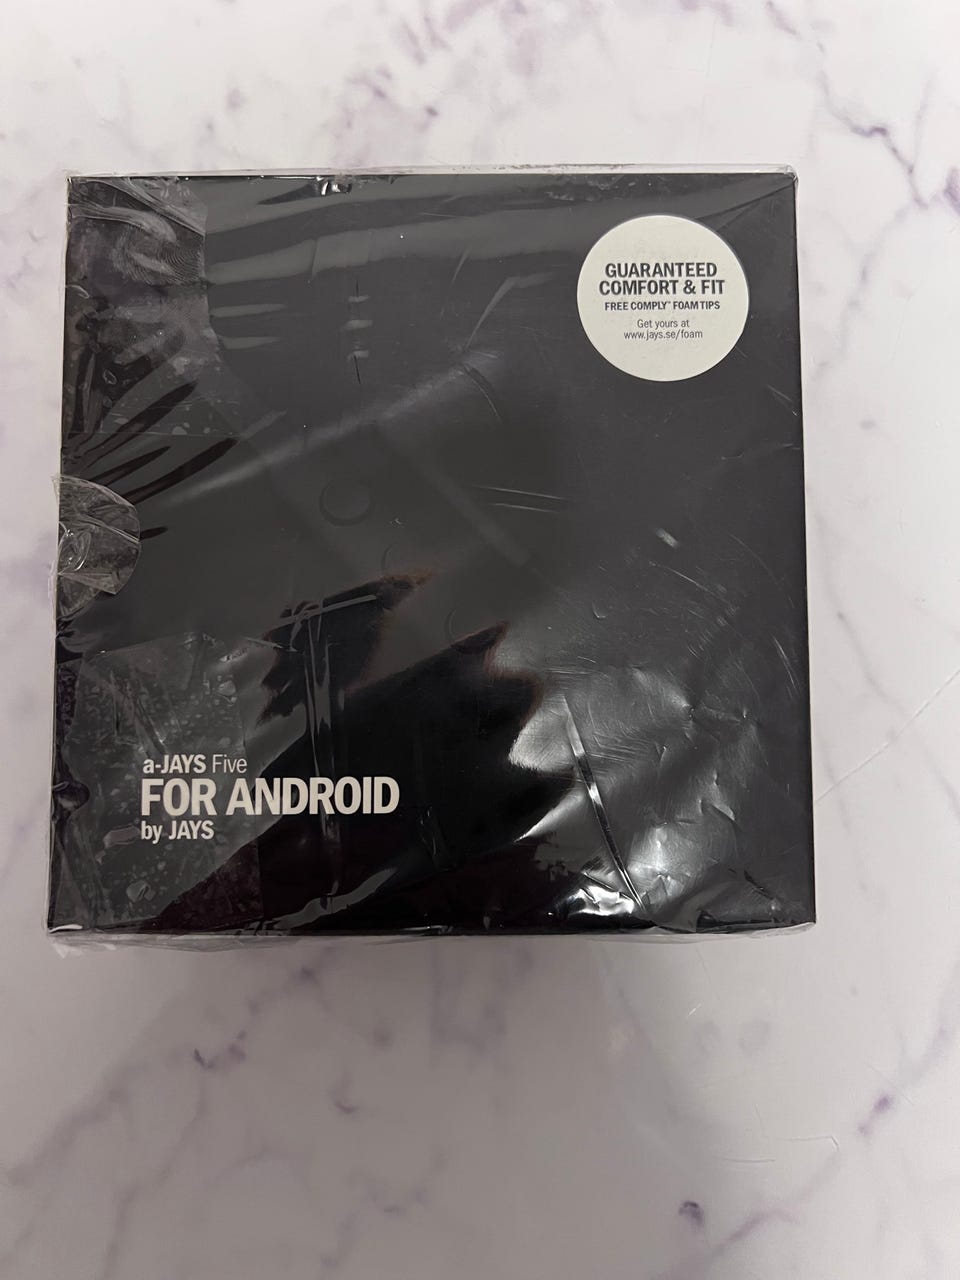 GUARANTEED
COMFORT & FIT
FREE COMPLY™ FOAM TIPS
Get yours at
www.jays.se/foam
a-JAYS Five
FOR ANDROID
by JAYS